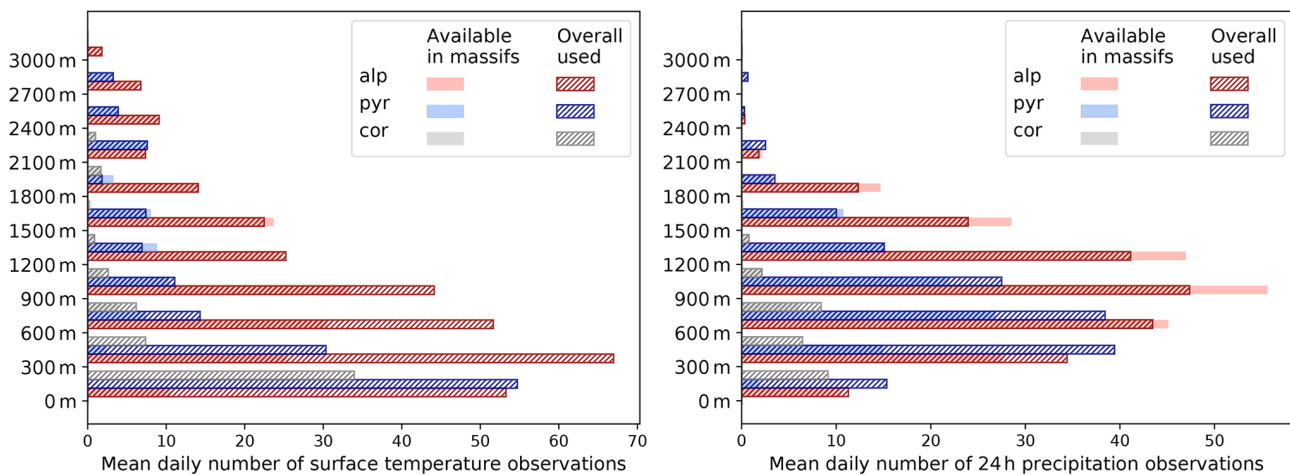 3000 m
2700 m
2400 m
2100 m
1800 m
1500 m
1200 m
900 m
600 m
300 m
0 m
0 10 20 30 40 50 60 70
Mean daily number of surface temperature observations
Available in massifs
Overall used
alp
pyr
cor
3000 m
2700 m
2400 m
2100 m
1800 m
1500 m
1200 m
900 m
600 m
300 m
0 m
0 10 20 30 40 50
Mean daily number of 24 h precipitation observations
Available in massifs
Overall used
alp
pyr
cor